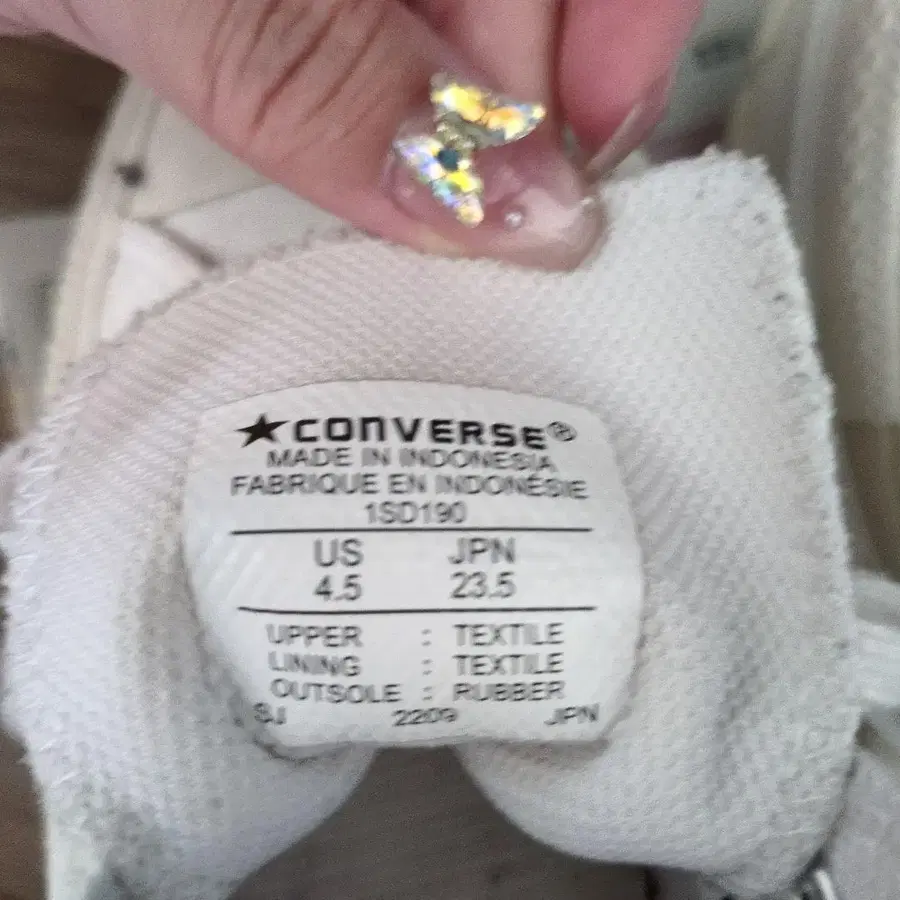 ★CONVERSE®
MADE IN INDONESIA
FABRIQUE EN INDONÉSIE
1SD190
US JPN
4.5 23.5
UPPER : TEXTILE
LINING : TEXTILE
OUTSOLE : RUBBER
SJ 2209 JPN